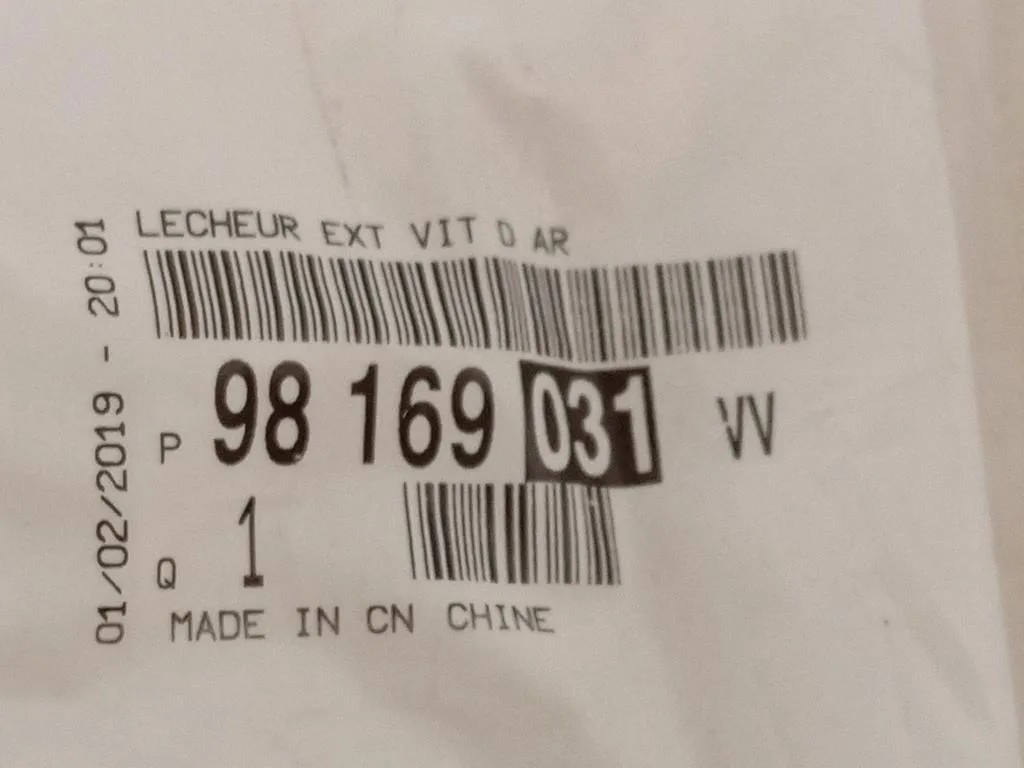 LECHEUR EXT VIT D AR
P 98 169 031 VV
Q 1
MADE IN CN CHINE
01/02/2019 - 20:01